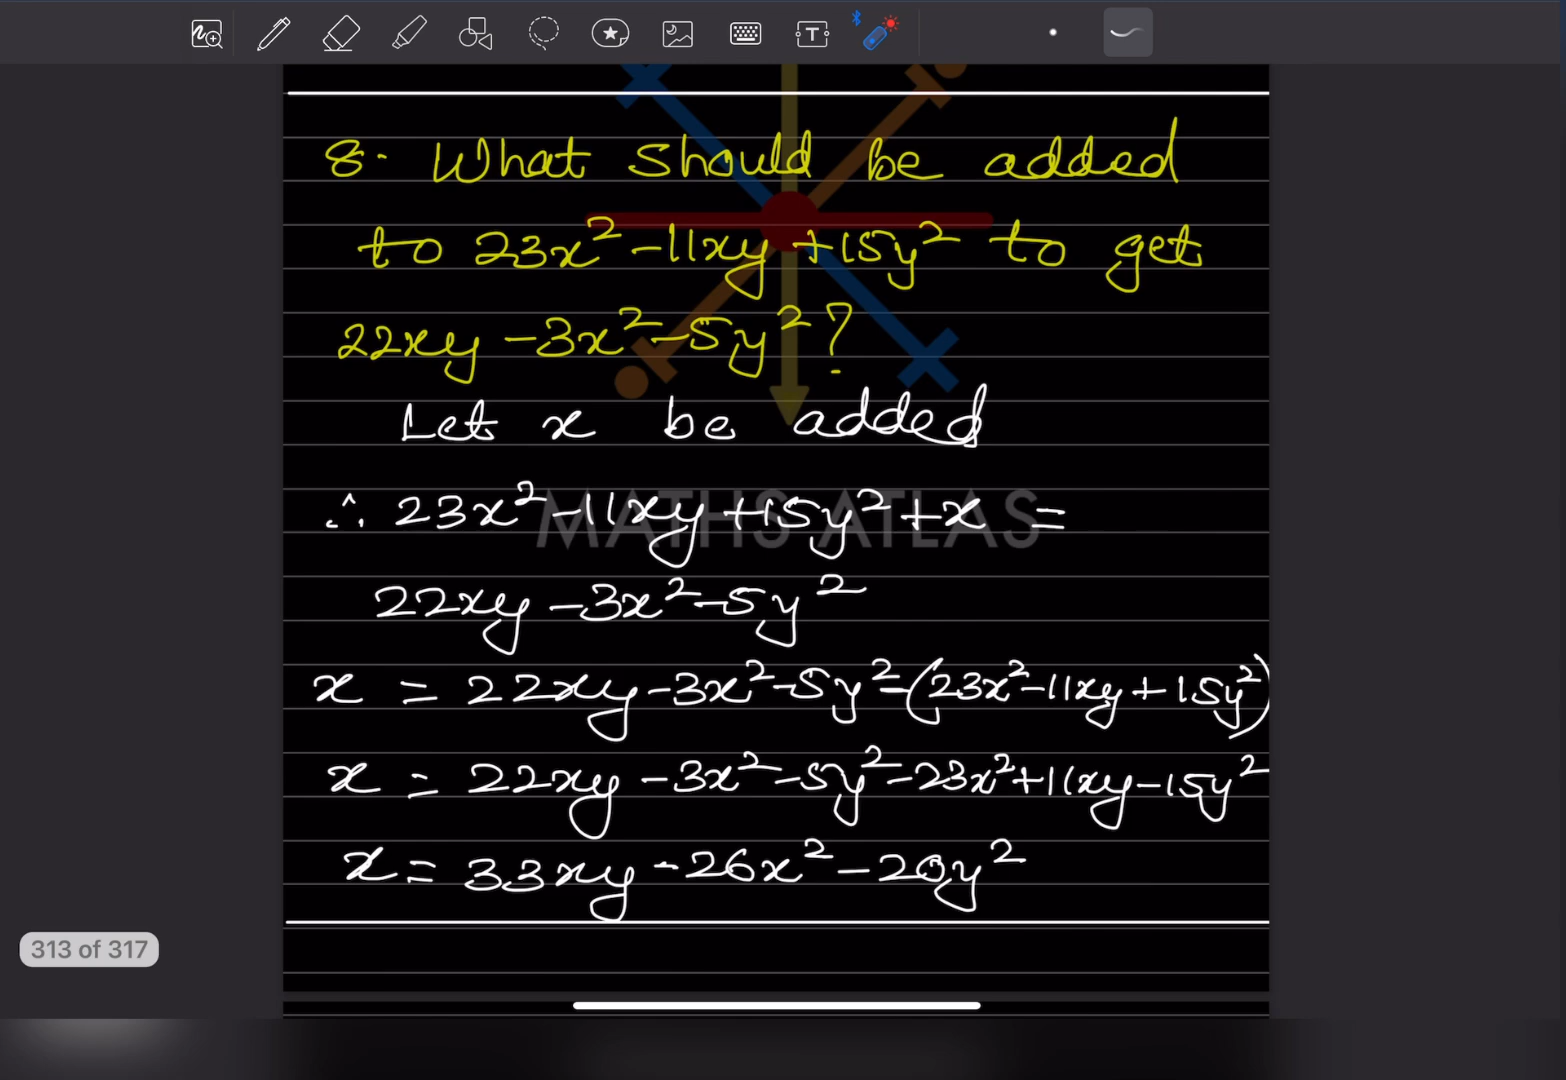 8. What should be added
to 23x² -11xy +15y² to get
22xy -3x² -5y² ?
Let x be added
MATHS ATLAS
∴ 23x² -11xy +15y² + x =
22xy -3x² -5y²
x = 22xy -3x² -5y² -(23x² -11xy +15y²)
x = 22xy -3x² -5y² -23x² +11xy -15y²
x = 33xy -26x² -20y²
313 of 317